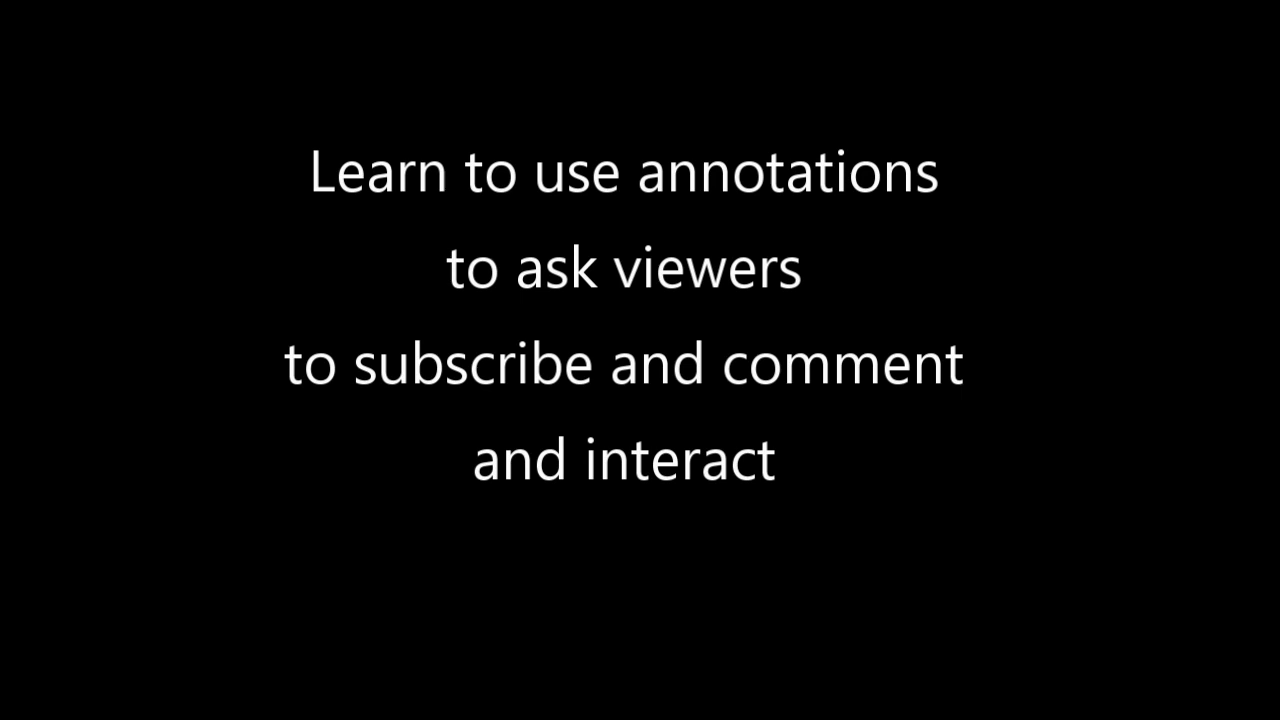 Learn to use annotations
to ask viewers
to subscribe and comment
and interact